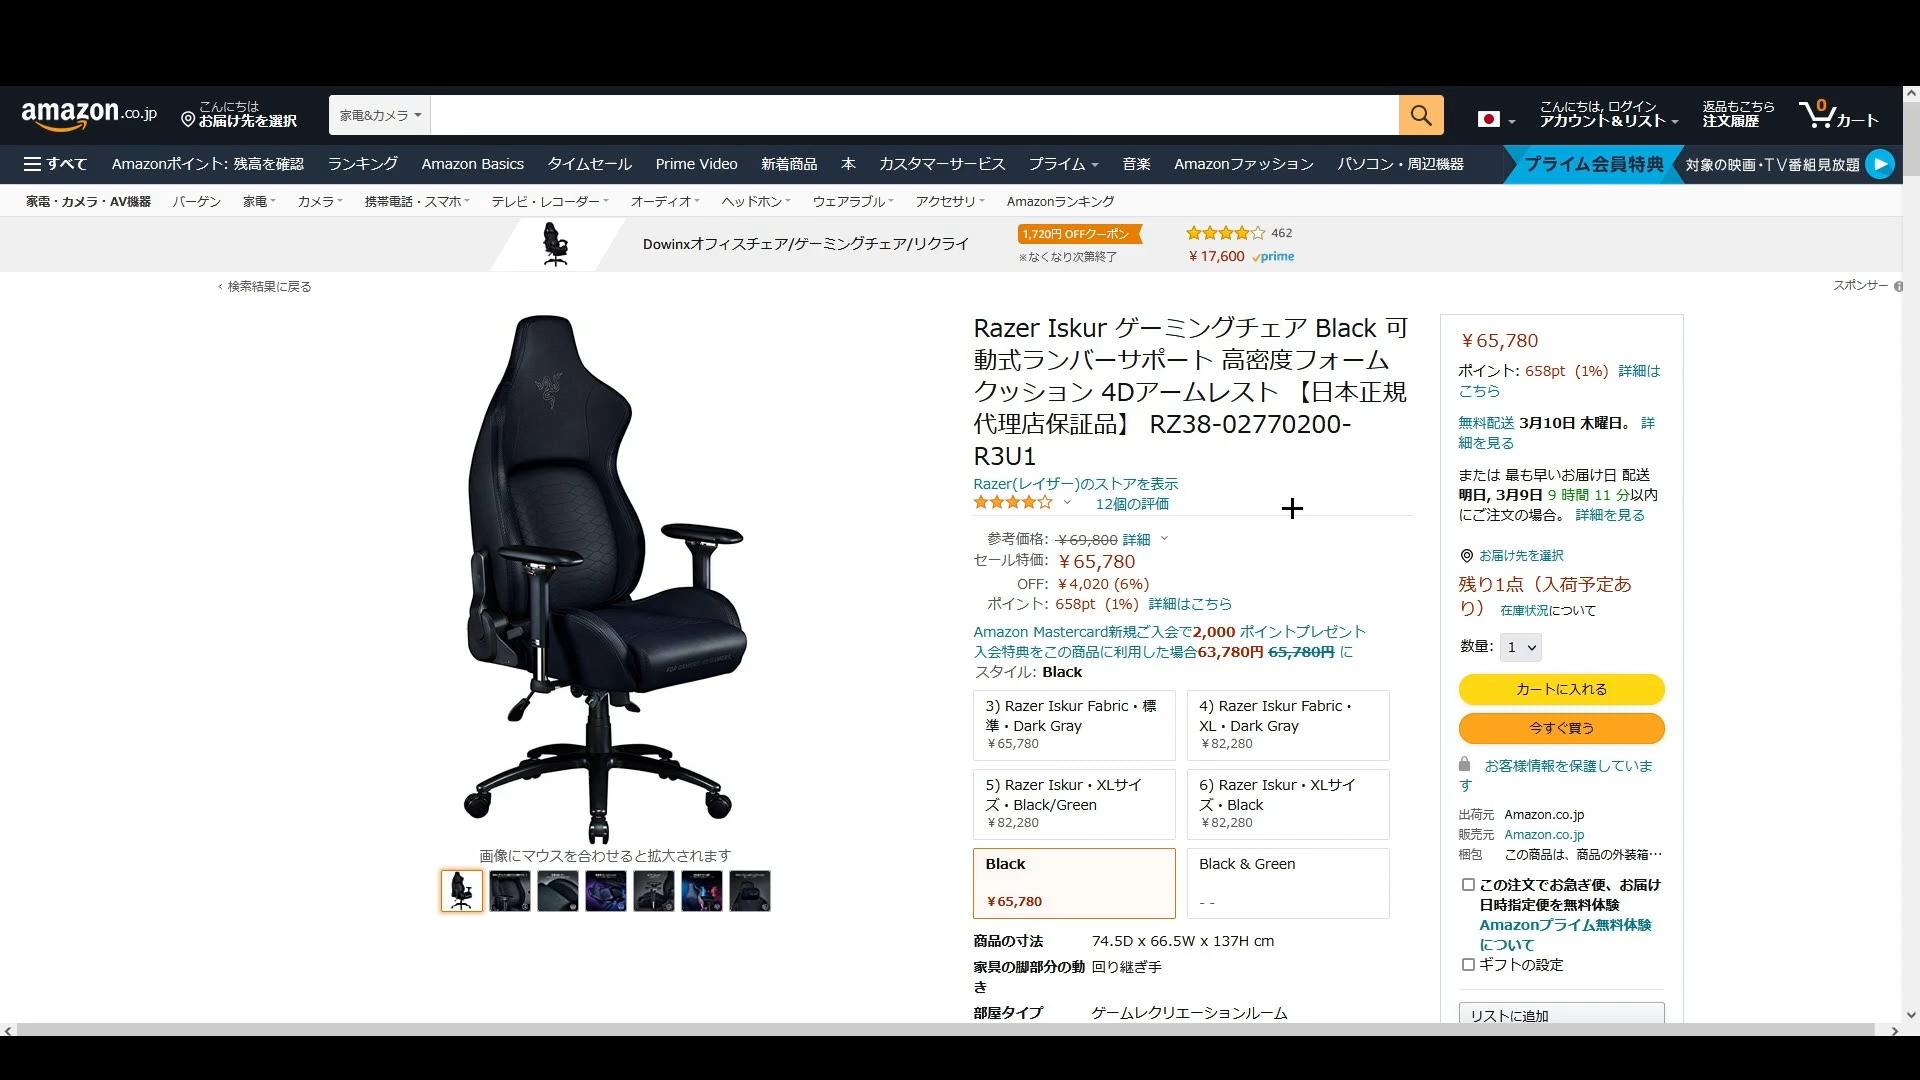 amazon.co.jp
こんにちは
お届け先を選択
家電&カメラ
こんにちは, ログイン
アカウント&リスト
返品もこちら
注文履歴
0
カート
すべて
Amazonポイント: 残高を確認
ランキング
Amazon Basics
タイムセール
Prime Video
新着商品
本
カスタマーサービス
プライム
音楽
Amazonファッション
パソコン・周辺機器
プライム会員特典
対象の映画・TV番組見放題
家電・カメラ・AV機器
バーゲン
家電
カメラ
携帯電話・スマホ
テレビ・レコーダー
オーディオ
ヘッドホン
ウェアラブル
アクセサリ
Amazonランキング
Dowinxオフィスチェア/ゲーミングチェア/リクライ
1,720円 OFFクーポン
※なくなり次第終了
462
¥17,600 prime
‹ 検索結果に戻る
スポンサー
Razer Iskur ゲーミングチェア Black 可
動式ランバーサポート 高密度フォーム
クッション 4Dアームレスト 【日本正規
代理店保証品】 RZ38-02770200-
R3U1
Razer(レイザー)のストアを表示
12個の評価
参考価格: ¥69,800 詳細
セール特価: ¥65,780
OFF: ¥4,020 (6%)
ポイント: 658pt (1%) 詳細はこちら
Amazon Mastercard新規ご入会で2,000 ポイントプレゼント
入会特典をこの商品に利用した場合63,780円 65,780円 に
スタイル: Black
3) Razer Iskur Fabric・標
準・Dark Gray
¥65,780
4) Razer Iskur Fabric・
XL・Dark Gray
¥82,280
5) Razer Iskur・XLサイ
ズ・Black/Green
¥82,280
6) Razer Iskur・XLサイ
ズ・Black
¥82,280
Black
¥65,780
Black & Green
- -
商品の寸法 74.5D x 66.5W x 137H cm
家具の脚部分の動 回り継ぎ手
き
部屋タイプ ゲームレクリエーションルーム
画像にマウスを合わせると拡大されます
¥65,780
ポイント: 658pt (1%) 詳細は
こちら
無料配送 3月10日 木曜日。 詳
細を見る
または 最も早いお届け日 配送
明日, 3月9日 9 時間 11 分以内
にご注文の場合。 詳細を見る
お届け先を選択
残り1点（入荷予定あ
り） 在庫状況について
数量: 1
カートに入れる
今すぐ買う
お客様情報を保護していま
す
出荷元 Amazon.co.jp
販売元 Amazon.co.jp
梱包 この商品は、商品の外装箱…
この注文でお急ぎ便、お届け
日時指定便を無料体験
Amazonプライム無料体験
について
ギフトの設定
リストに追加